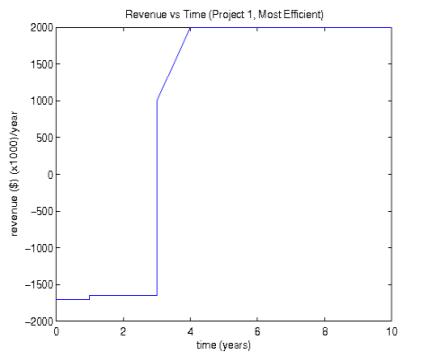 Revenue vs Time (Project 1, Most Efficient)
2000
1500
1000
500
0
−500
−1000
−1500
−2000
revenue ($) (x1000)/year
0 2 4 6 8 10
time (years)